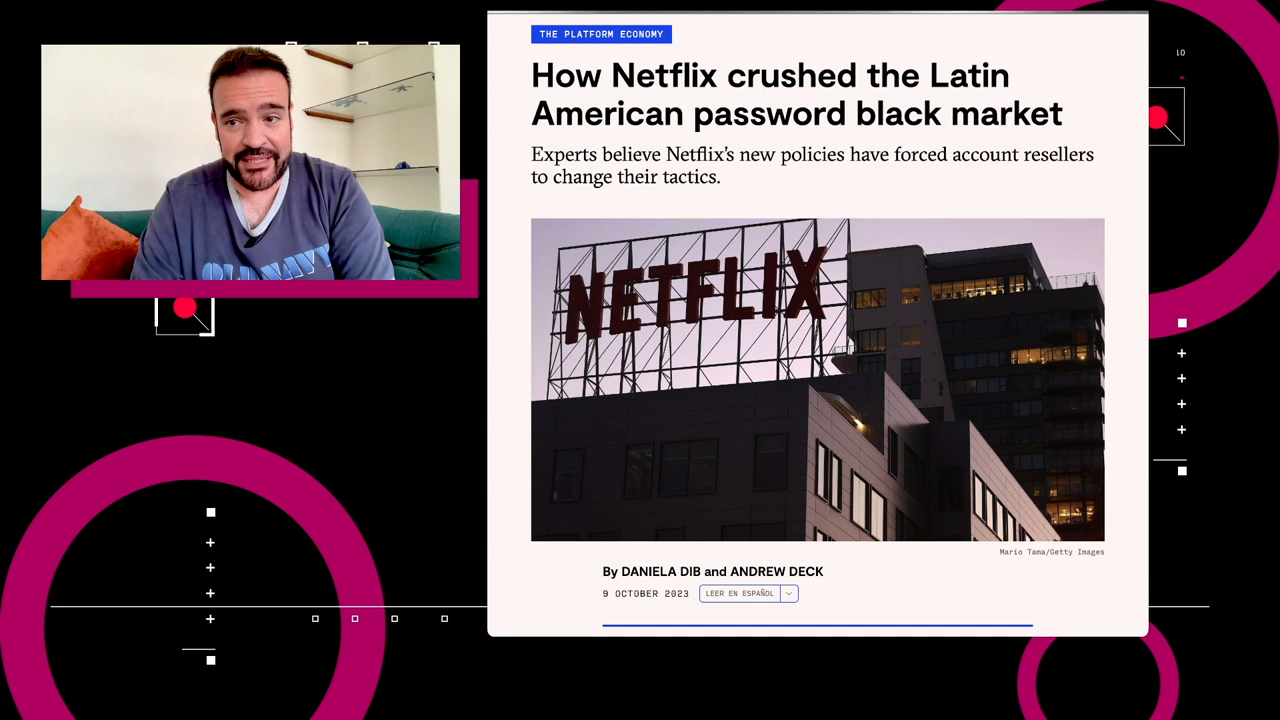 THE PLATFORM ECONOMY
How Netflix crushed the Latin
American password black market
Experts believe Netflix’s new policies have forced account resellers
to change their tactics.
NETFLIX
Mario Tama/Getty Images
By DANIELA DIB and ANDREW DECK
9 OCTOBER 2023
LEER EN ESPAÑOL
OLD NAVY